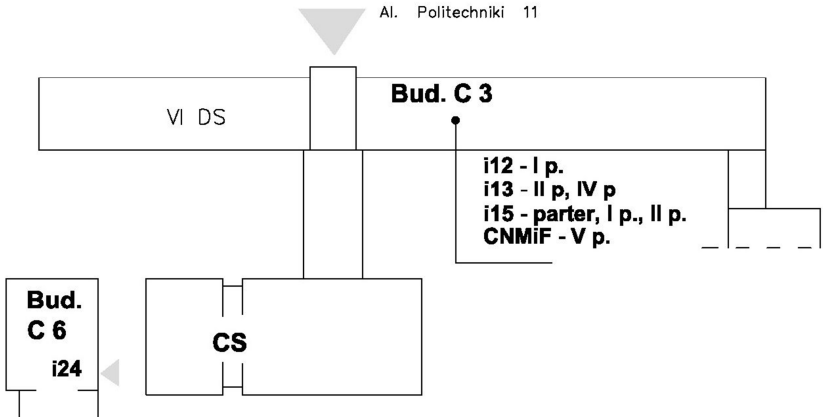 Al. Politechniki 11
Bud. C 3
VI DS
i12 - I p.
i13 - II p, IV p
i15 - parter, I p., II p.
CNMiF - V p.
Bud.
C 6
i24
CS